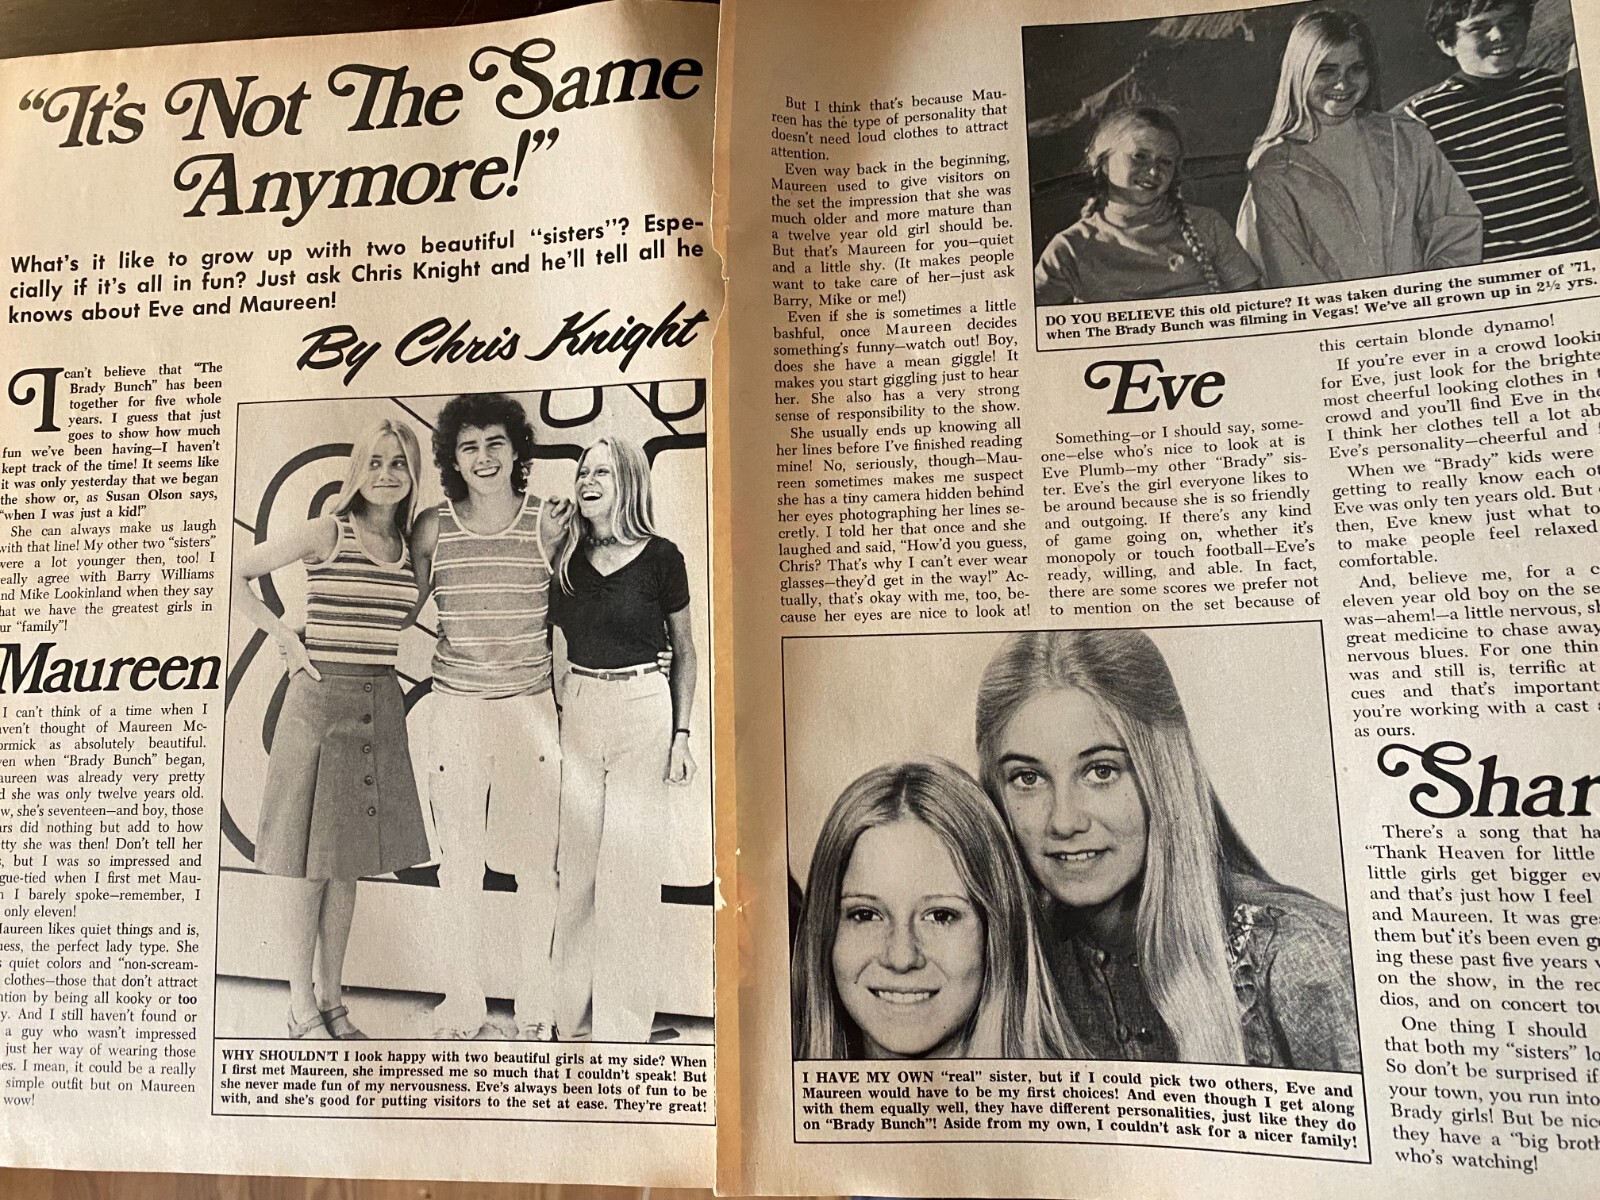 “It's Not The Same
Anymore!”
What's it like to grow up with two beautiful “sisters”? Espe-
cially if it's all in fun? Just ask Chris Knight and he'll tell all he
knows about Eve and Maureen!
By Chris Knight
I can't believe that “The
Brady Bunch” has been
together for five whole
years. I guess that just
goes to show how much
fun we've been having—I haven't
kept track of the time! It seems like
it was only yesterday that we began
the show or, as Susan Olson says,
“when I was just a kid!”
She can always make us laugh
with that line! My other two “sisters”
were a lot younger then, too! I
really agree with Barry Williams
and Mike Lookinland when they say
that we have the greatest girls in
our “family”!
Maureen
I can't think of a time when I
haven't thought of Maureen Mc-
Cormick as absolutely beautiful.
Even when “Brady Bunch” began,
Maureen was already very pretty
and she was only twelve years old.
Now, she's seventeen—and boy, those
years did nothing but add to how
pretty she was then! Don't tell her
but I was so impressed and
tongue-tied when I first met Mau-
I barely spoke—remember, I
only eleven!
Maureen likes quiet things and is,
guess, the perfect lady type. She
quiet colors and “non-scream-
clothes—those that don't attract
attention by being all kooky or too
And I still haven't found or
a guy who wasn't impressed
just her way of wearing those
I mean, it could be a really
simple outfit but on Maureen
wow!
WHY SHOULDN'T I look happy with two beautiful girls at my side? When
I first met Maureen, she impressed me so much that I couldn't speak! But
she never made fun of my nervousness. Eve's always been lots of fun to be
with, and she's good for putting visitors to the set at ease. They're great!
But I think that's because Mau-
reen has the type of personality that
doesn't need loud clothes to attract
attention.
Even way back in the beginning,
Maureen used to give visitors on
the set the impression that she was
much older and more mature than
a twelve year old girl should be.
But that's Maureen for you—quiet
and a little shy. (It makes people
want to take care of her—just ask
Barry, Mike or me!)
Even if she is sometimes a little
bashful, once Maureen decides
something's funny—watch out! Boy,
does she have a mean giggle! It
makes you start giggling just to hear
her. She also has a very strong
sense of responsibility to the show.
She usually ends up knowing all
her lines before I've finished reading
mine! No, seriously, though—Mau-
reen sometimes makes me suspect
she has a tiny camera hidden behind
her eyes photographing her lines se-
cretly. I told her that once and she
laughed and said, “How'd you guess,
Chris? That's why I can't ever wear
glasses—they'd get in the way!” Ac-
tually, that's okay with me, too, be-
cause her eyes are nice to look at!
DO YOU BELIEVE this old picture? It was taken during the summer of '71,
when The Brady Bunch was filming in Vegas! We've all grown up in 2½ yrs.
Eve
Something—or I should say, some-
one—else who's nice to look at is
Eve Plumb—my other “Brady” sis-
ter. Eve's the girl everyone likes to
be around because she is so friendly
and outgoing. If there's any kind
of game going on, whether it's
monopoly or touch football—Eve's
ready, willing, and able. In fact,
there are some scores we prefer not
to mention on the set because of
this certain blonde dynamo!
If you're ever in a crowd looking
for Eve, just look for the brightest
most cheerful looking clothes in
crowd and you'll find Eve in the
I think her clothes tell a lot
Eve's personality—cheerful and
When we “Brady” kids were
getting to really know each
Eve was only ten years old. But
then, Eve knew just what to
to make people feel relaxed
comfortable.
And, believe me, for a
eleven year old boy on the
was—ahem!—a little nervous,
great medicine to chase away
nervous blues. For one
was and still is, terrific at
cues and that's important
you're working with a cast
as ours.
I HAVE MY OWN “real” sister, but if I could pick two others, Eve and
Maureen would have to be my first choices! And even though I get along
with them equally well, they have different personalities, just like they do
on “Brady Bunch”! Aside from my own, I couldn't ask for a nicer family!
Shar
There's a song that
“Thank Heaven for little
little girls get bigger
and that's just how I feel
and Maureen. It was
them but it's been even
ing these past five years
on the show, in the
dios, and on concert
One thing I should
that both my “sisters”
So don't be surprised if
your town, you run into
Brady girls! But be
they have a “big
who's watching!